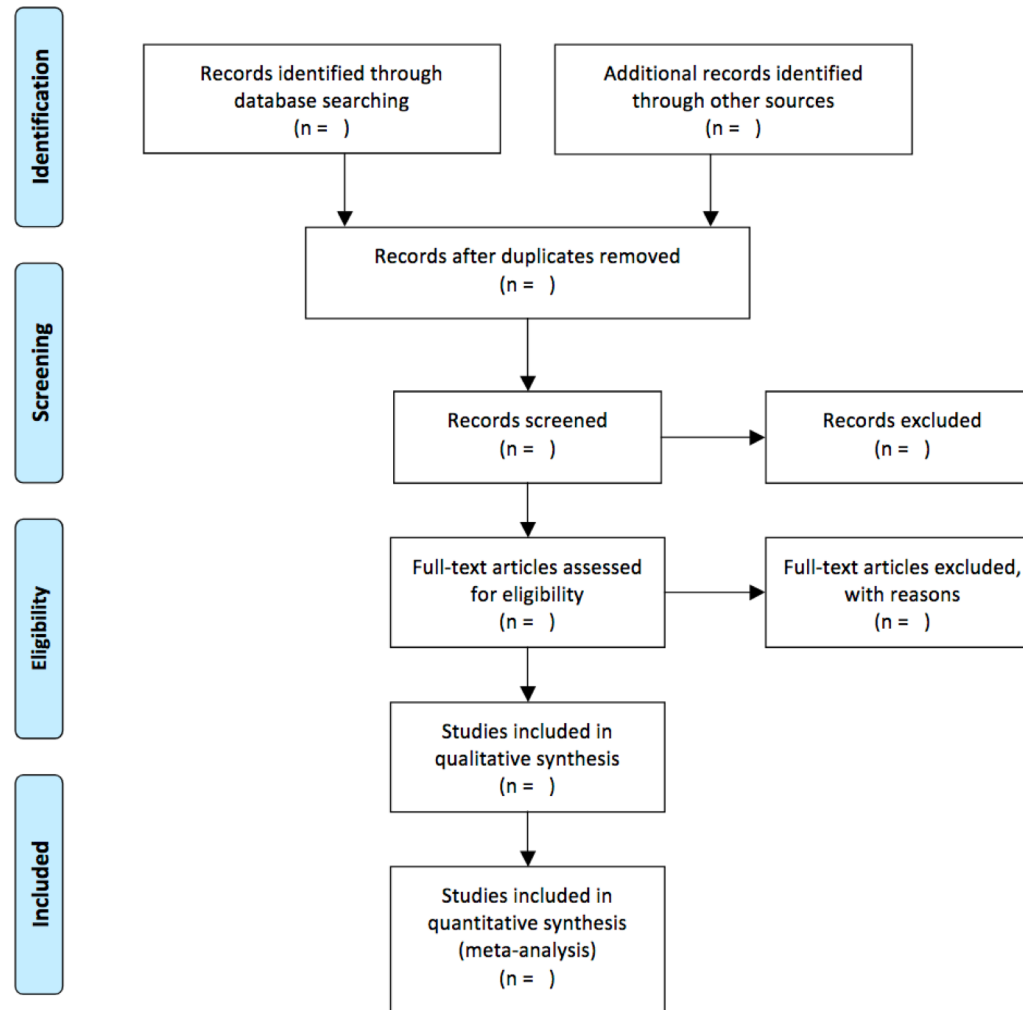 Identification
Records identified through
database searching
(n =   )
Additional records identified
through other sources
(n =   )
Records after duplicates removed
(n =   )
Screening
Records screened
(n =   )
Records excluded
(n =   )
Eligibility
Full-text articles assessed
for eligibility
(n =   )
Full-text articles excluded,
with reasons
(n =   )
Studies included in
qualitative synthesis
(n =   )
Included
Studies included in
quantitative synthesis
(meta-analysis)
(n =   )